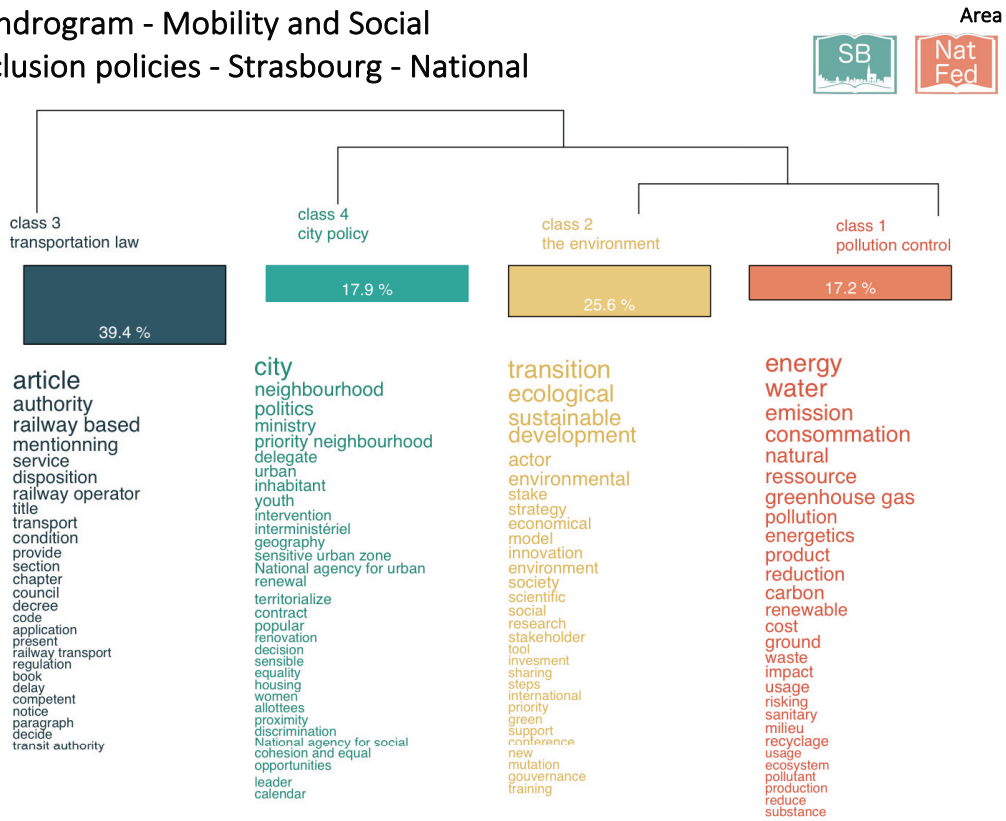 ndrogram - Mobility and Social
clusion policies - Strasbourg - National
Area
SB
Nat
Fed
class 3
transportation law
class 4
city policy
class 2
the environment
class 1
pollution control
39.4 %
17.9 %
25.6 %
17.2 %
article
authority
railway based
mentionning
service
disposition
railway operator
title
transport
condition
provide
section
chapter
council
decree
code
application
present
railway transport
regulation
book
delay
competent
notice
paragraph
decide
transit authority
city
neighbourhood
politics
ministry
priority neighbourhood
delegate
urban
inhabitant
youth
intervention
interministériel
geography
sensitive urban zone
National agency for urban
renewal
territorialize
contract
popular
renovation
decision
sensible
equality
housing
women
allottees
proximity
discrimination
National agency for social
cohesion and equal
opportunities
leader
calendar
transition
ecological
sustainable
development
actor
environmental
stake
strategy
economical
model
innovation
environment
society
scientific
social
research
stakeholder
tool
invesment
sharing
steps
international
priority
green
support
conference
new
mutation
gouvernance
training
energy
water
emission
consommation
natural
ressource
greenhouse gas
pollution
energetics
product
reduction
carbon
renewable
cost
ground
waste
impact
usage
risking
sanitary
milieu
recyclage
usage
ecosystem
pollutant
production
reduce
substance